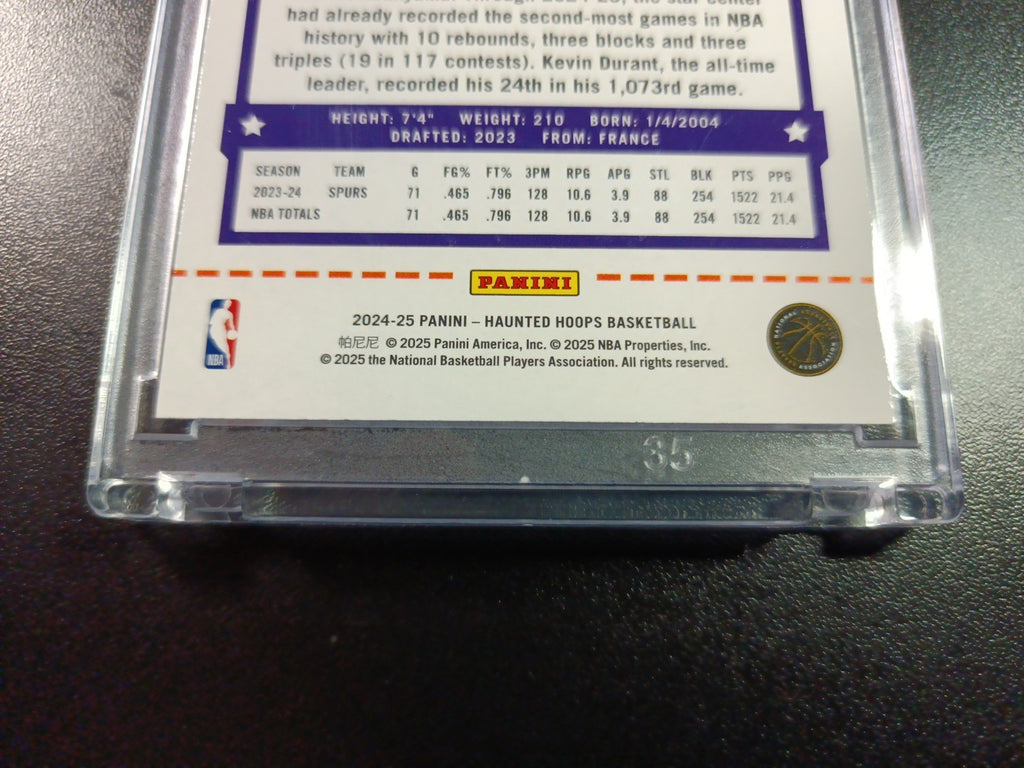 had already recorded the second-most games in NBA
history with 10 rebounds, three blocks and three
triples (19 in 117 contests). Kevin Durant, the all-time
leader, recorded his 24th in his 1,073rd game.
HEIGHT: 7'4" WEIGHT: 210 BORN: 1/4/2004
DRAFTED: 2023 FROM: FRANCE
SEASON TEAM G FG% FT% 3PM RPG APG STL BLK PTS PPG
2023-24 SPURS 71 .465 .796 128 10.6 3.9 88 254 1522 21.4
NBA TOTALS 71 .465 .796 128 10.6 3.9 88 254 1522 21.4
PANINI
2024-25 PANINI – HAUNTED HOOPS BASKETBALL
帕尼尼 © 2025 Panini America, Inc. © 2025 NBA Properties, Inc.
© 2025 the National Basketball Players Association. All rights reserved.
NBA
NATIONAL BASKETBALL PLAYERS ASSOCIATION
35